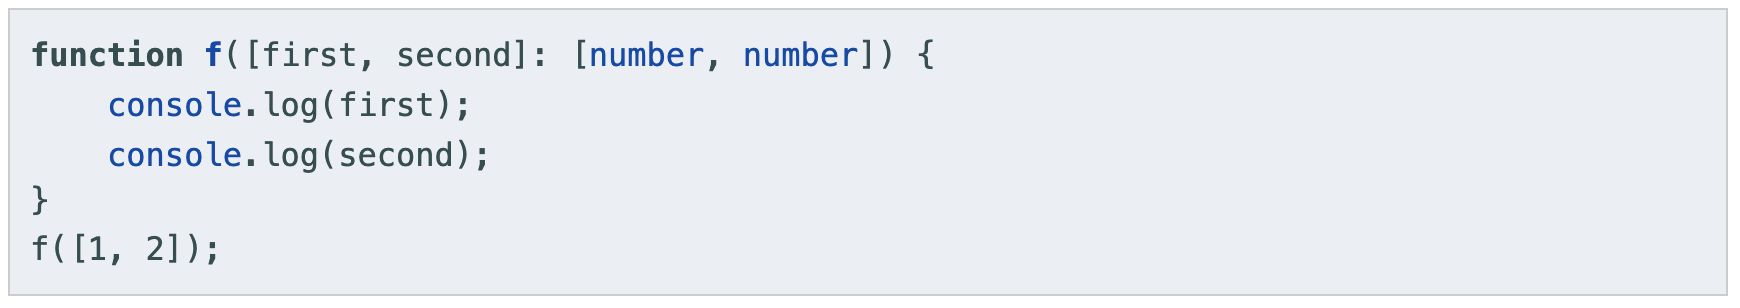 function f([first, second]: [number, number]) {
    console.log(first);
    console.log(second);
}
f([1, 2]);